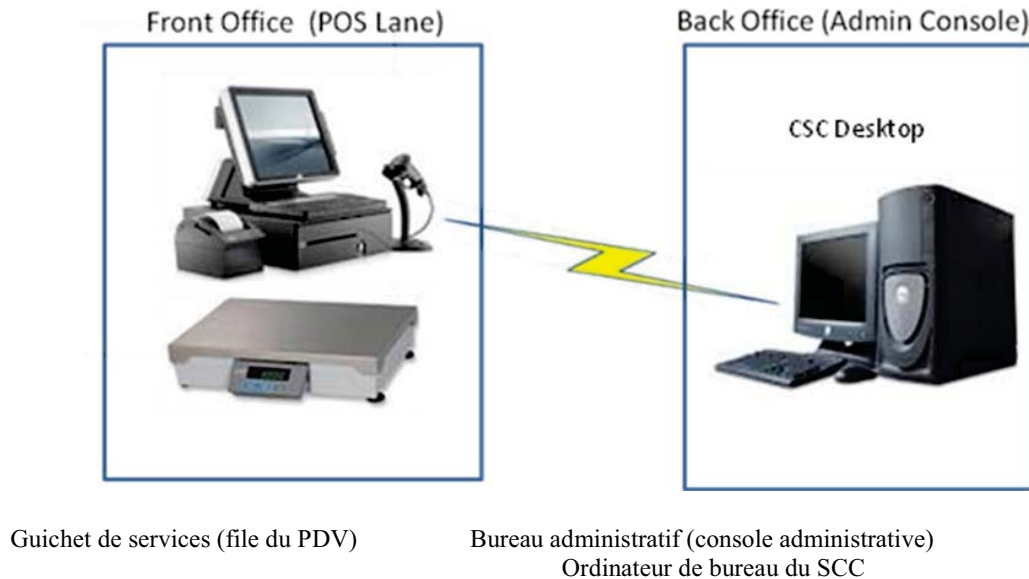 Front Office (POS Lane)
Back Office (Admin Console)
CSC Desktop
Guichet de services (file du PDV)
Bureau administratif (console administrative)
Ordinateur de bureau du SCC